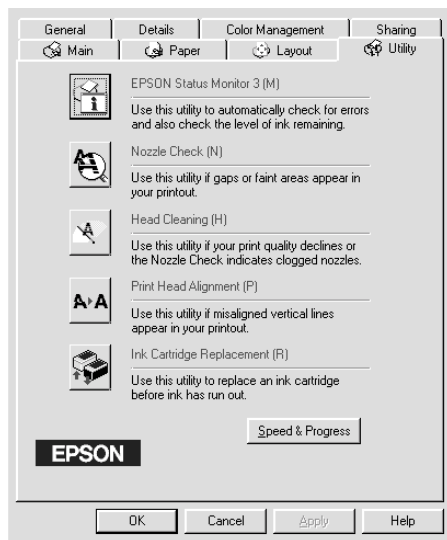 General Details Color Management Sharing
Main Paper Layout Utility
EPSON Status Monitor 3 (M)
Use this utility to automatically check for errors
and also check the level of ink remaining.
Nozzle Check (N)
Use this utility if gaps or faint areas appear in
your printout.
Head Cleaning (H)
Use this utility if your print quality declines or
the Nozzle Check indicates clogged nozzles.
Print Head Alignment (P)
A A
Use this utility if misaligned vertical lines
appear in your printout.
Ink Cartridge Replacement (R)
Use this utility to replace an ink cartridge
before ink has run out.
Speed & Progress
EPSON
OK Cancel Apply Help